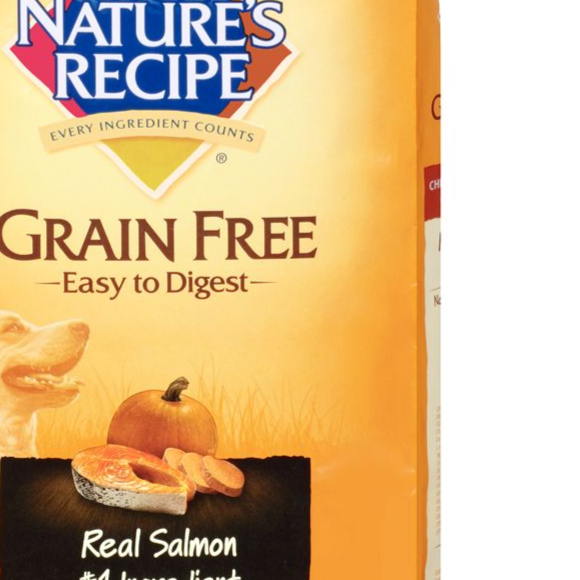 NATURE'S
RECIPE
EVERY INGREDIENT COUNTS
®
GRAIN FREE
Easy to Digest
Real Salmon